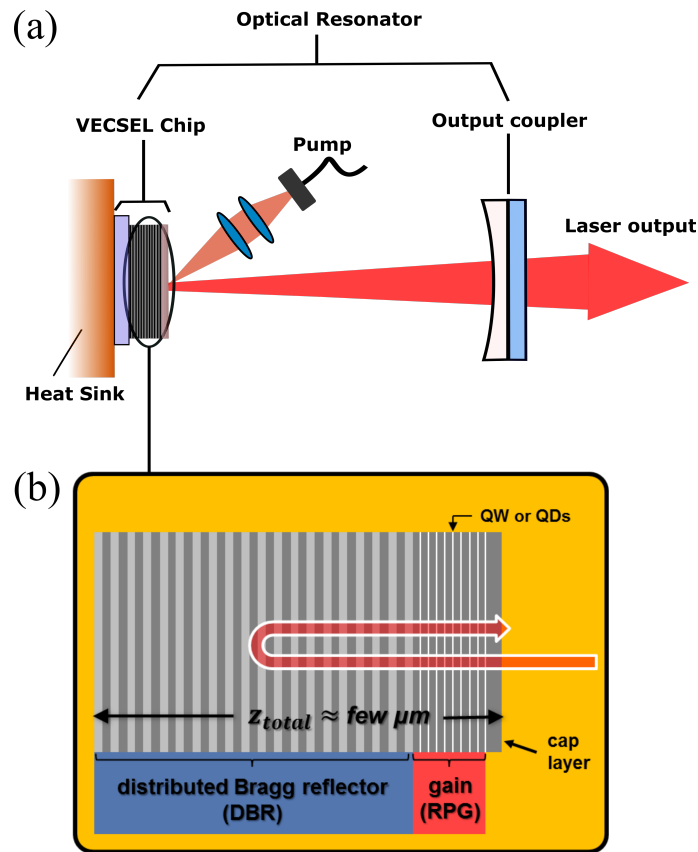 (a)
Optical Resonator
VECSEL Chip
Output coupler
Pump
Laser output
Heat Sink
(b)
QW or QDs
z_total ≈ few μm
cap
layer
distributed Bragg reflector
(DBR)
gain
(RPG)